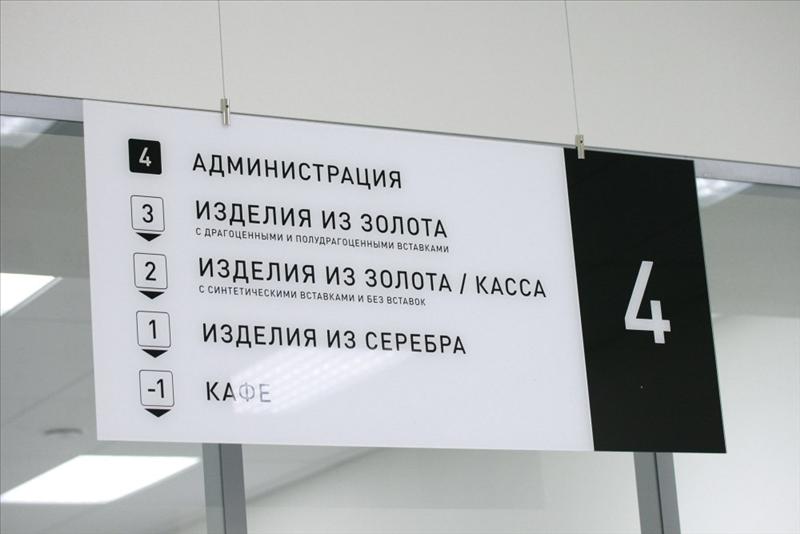 4 АДМИНИСТРАЦИЯ
3 ИЗДЕЛИЯ ИЗ ЗОЛОТА
С ДРАГОЦЕННЫМИ И ПОЛУДРАГОЦЕННЫМИ ВСТАВКАМИ
2 ИЗДЕЛИЯ ИЗ ЗОЛОТА / КАССА
С СИНТЕТИЧЕСКИМИ ВСТАВКАМИ И БЕЗ ВСТАВОК
1 ИЗДЕЛИЯ ИЗ СЕРЕБРА
-1 КАФЕ
4